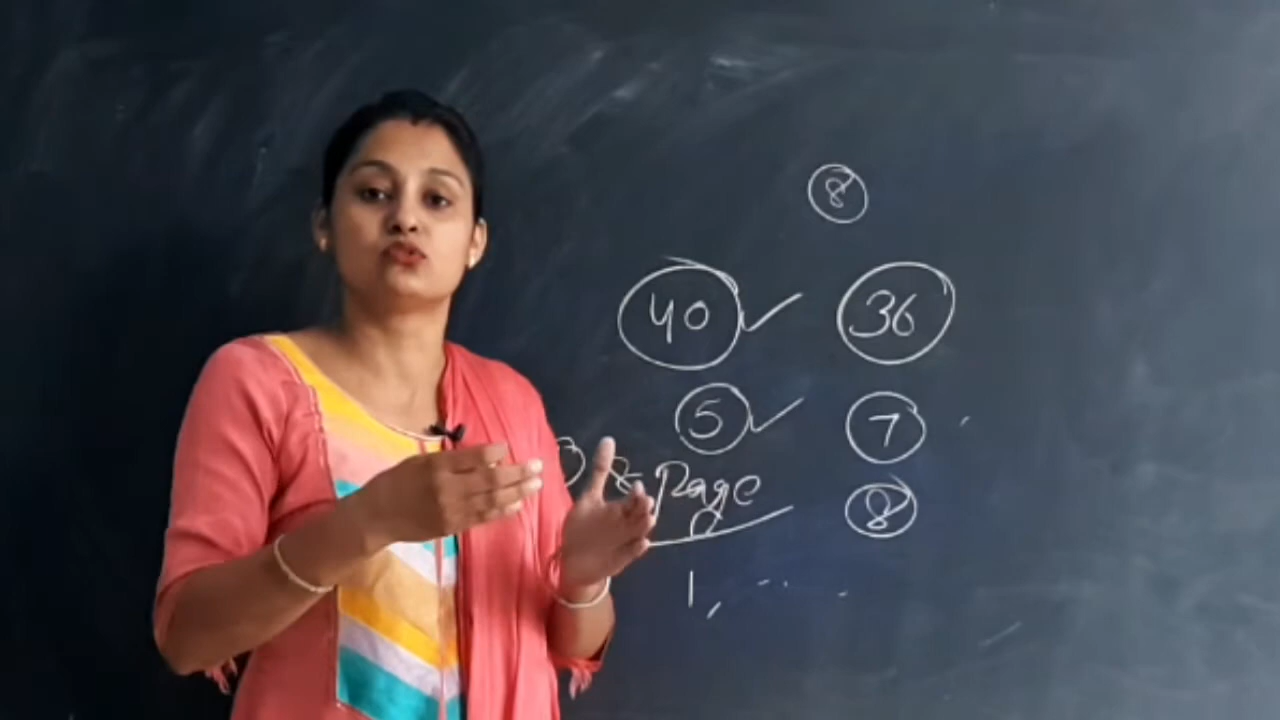 8
40 ✓ 36
5 ✓ 7
& Page
8
1, ...